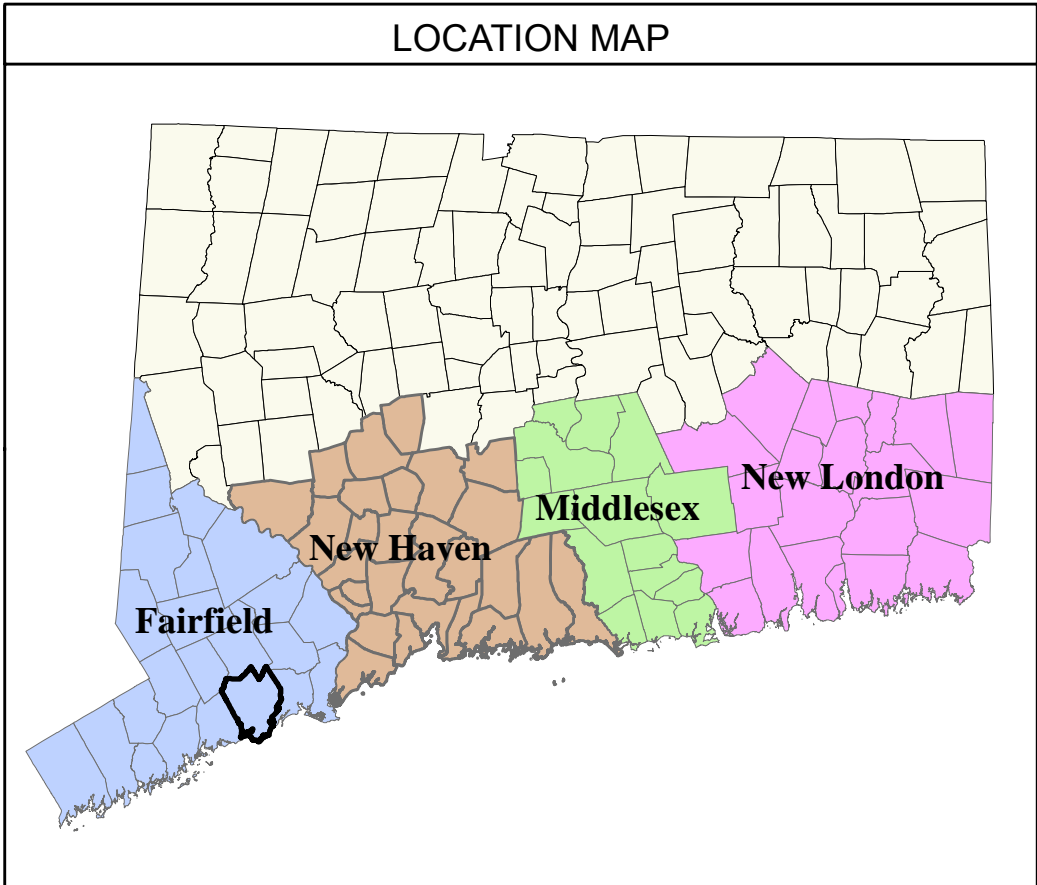 LOCATION MAP
New London
Middlesex
New Haven
Fairfield